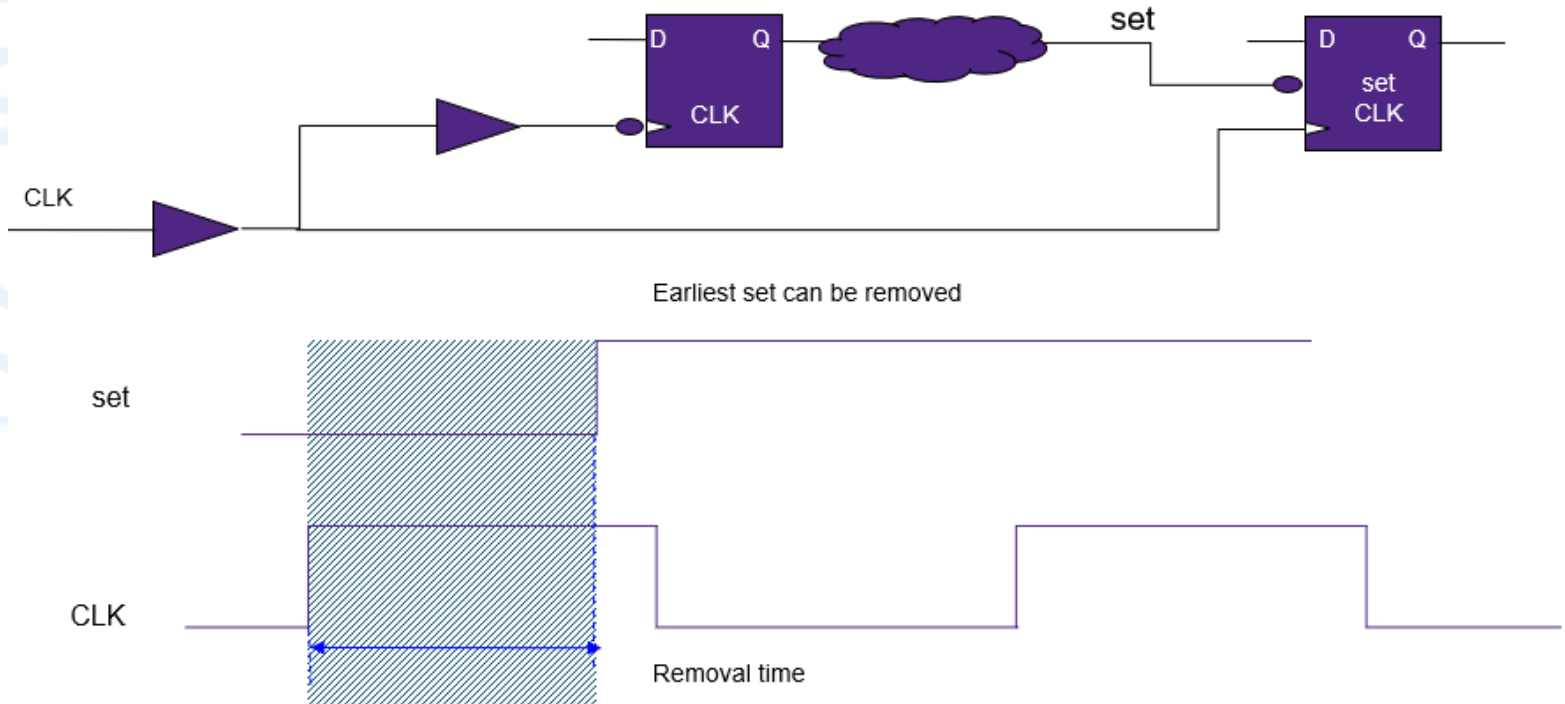 set
D Q
CLK
D Q
set
CLK
CLK
Earliest set can be removed
set
CLK
Removal time